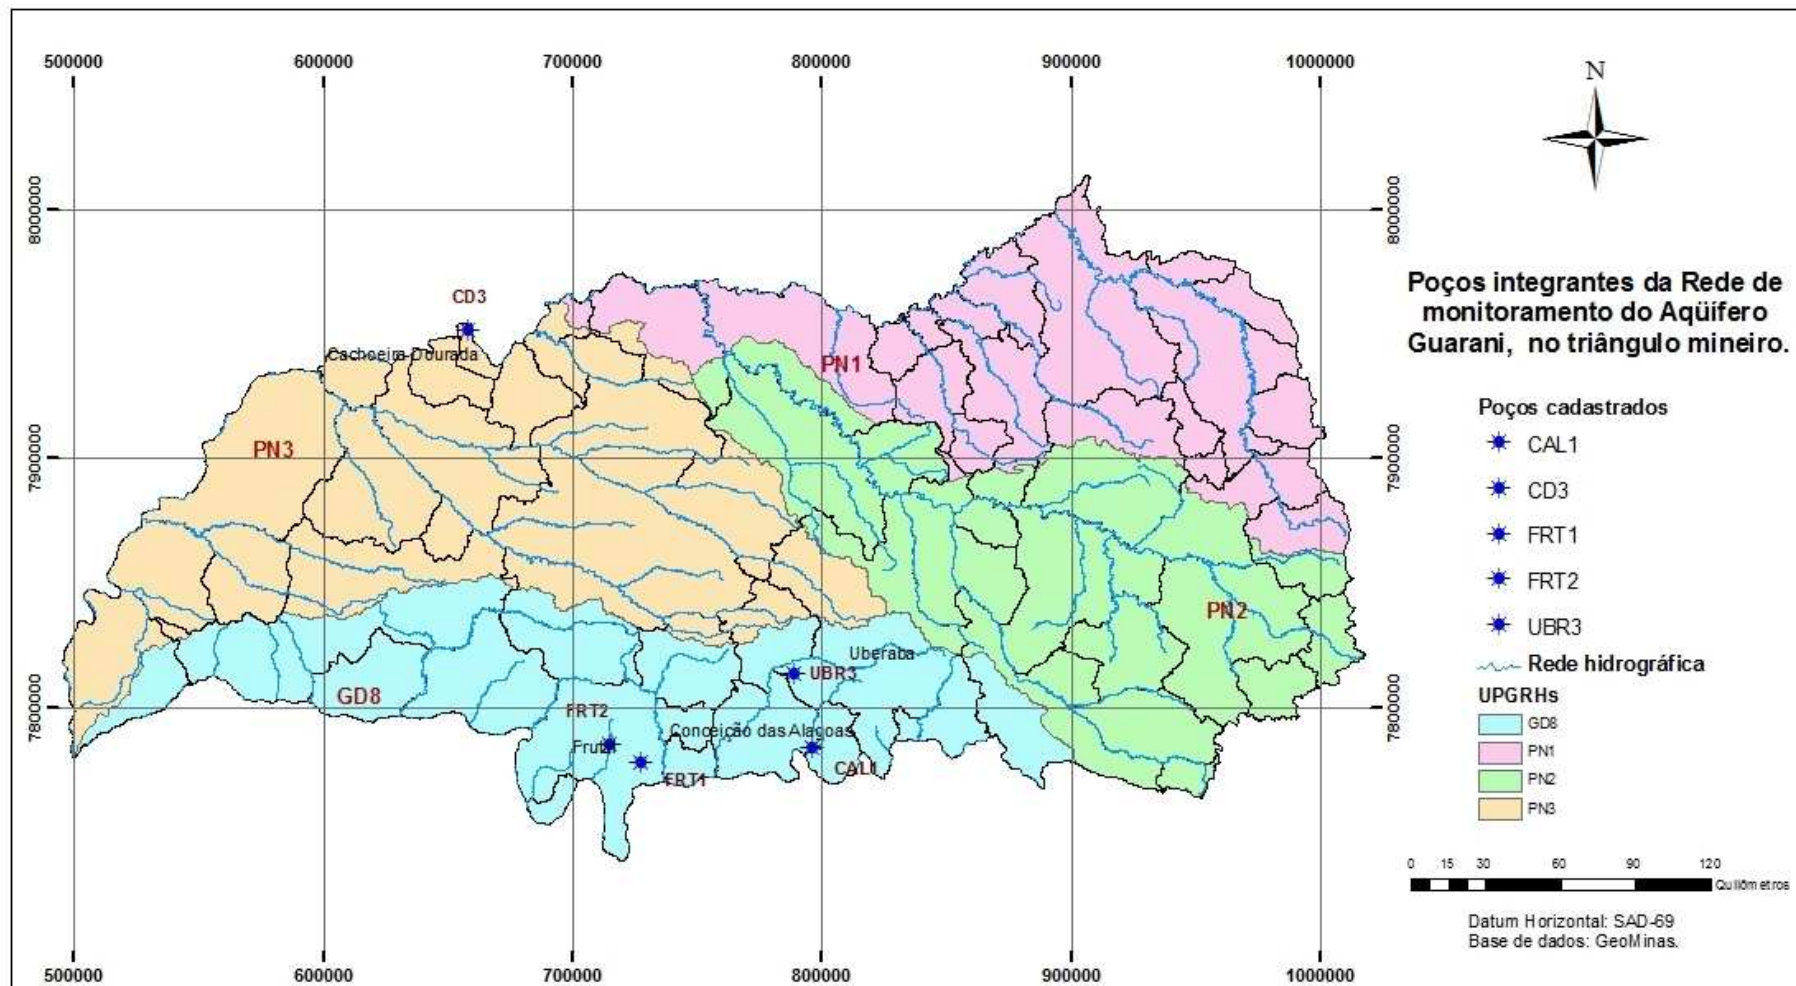 500000 600000 700000 800000 900000 1000000
N
8000000 8000000
Poços integrantes da Rede de
monitoramento do Aqüífero
Guarani, no triângulo mineiro.
CD3
Cachoeira Dourada
PN1
Poços cadastrados
CAL1
CD3
FRT1
FRT2
UBR3
Rede hidrográfica
UPGRHs
GD8
PN1
PN2
PN3
PN3
7900000 7900000
PN2
Uberaba
UBR3
GD8
7800000 7800000
FRT2
Conceição das Alagoas
Frutal
FRT1
CAL1
0 15 30 60 90 120
Quilômetros
Datum Horizontal: SAD-69
Base de dados: GeoMinas.
500000 600000 700000 800000 900000 1000000